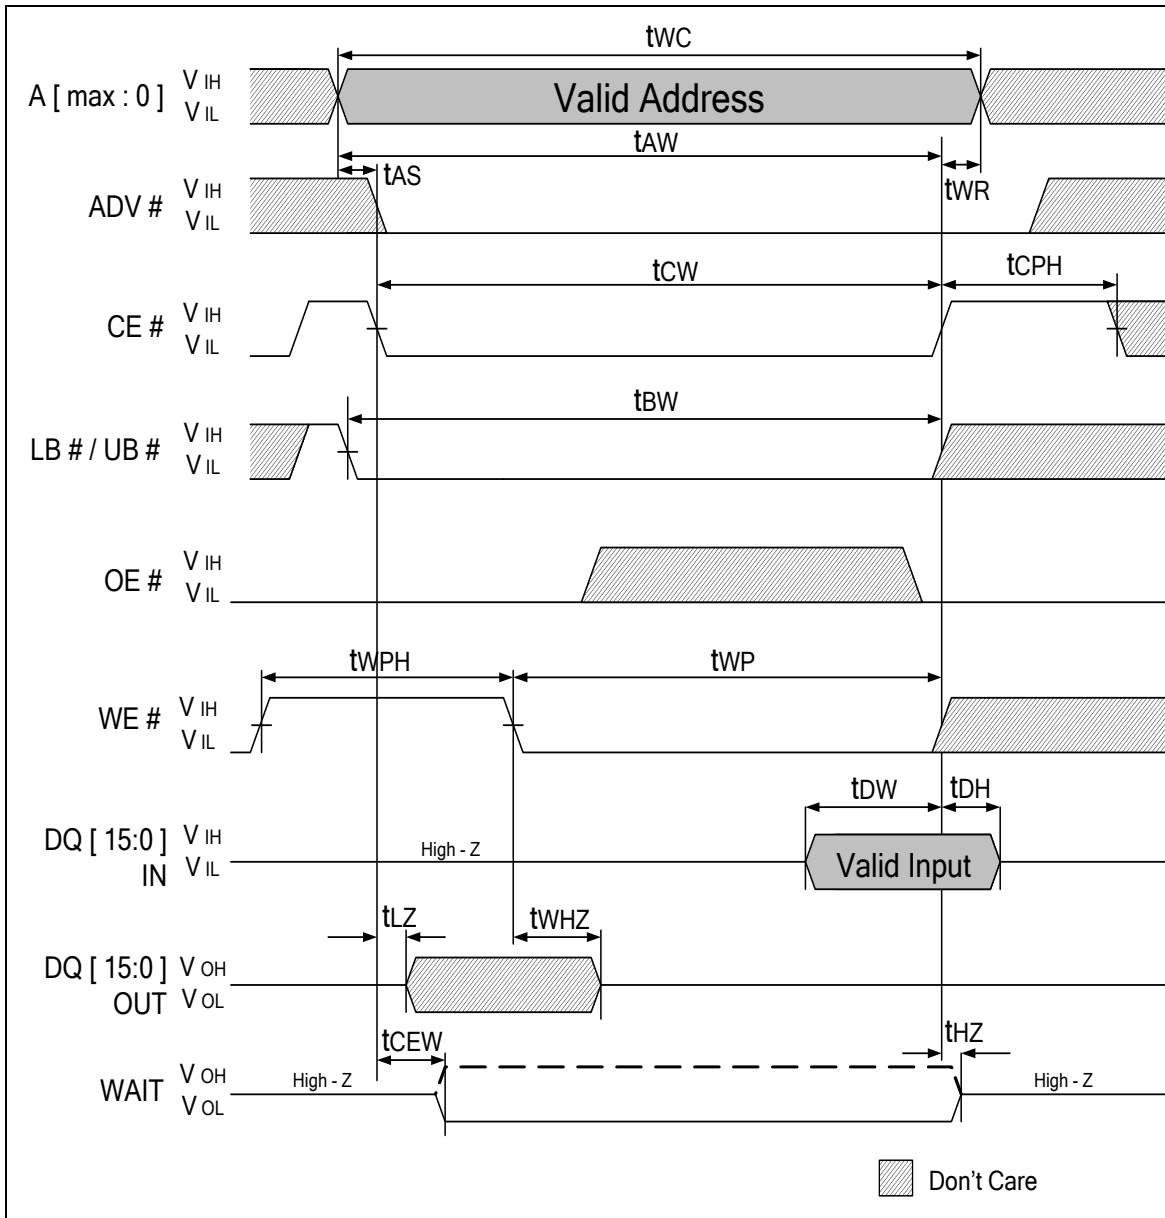 tWC
A [ max : 0 ]
V IH
V IL
Valid Address
tAW
tAS
tWR
ADV #
V IH
V IL
tCW
tCPH
CE #
V IH
V IL
tBW
LB # / UB #
V IH
V IL
OE #
V IH
V IL
tWPH
tWP
WE #
V IH
V IL
tDW
tDH
DQ [ 15:0 ]
IN
V IH
V IL
High - Z
Valid Input
tLZ
tWHZ
DQ [ 15:0 ]
OUT
V OH
V OL
tCEW
tHZ
WAIT
V OH
V OL
High - Z
High - Z
Don't Care